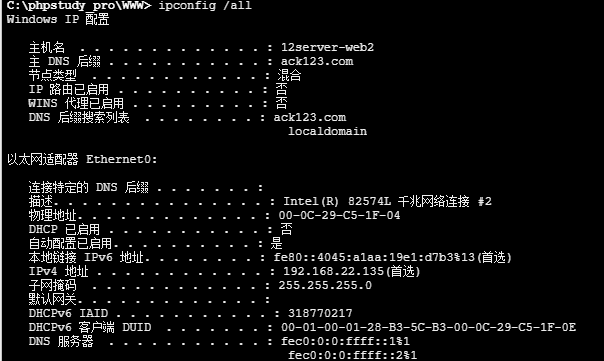 C:\phpstudy_pro\WWW> ipconfig /all
Windows IP 配置
主机名 . . . . . . . . . . . . . : 12server-web2
主 DNS 后缀 . . . . . . . . . . . : ack123.com
节点类型 . . . . . . . . . . . . : 混合
IP 路由已启用 . . . . . . . . . . : 否
WINS 代理已启用 . . . . . . . . . : 否
DNS 后缀搜索列表 . . . . . . . . : ack123.com
localdomain
以太网适配器 Ethernet0:
连接特定的 DNS 后缀 . . . . . . . :
描述. . . . . . . . . . . . . . . : Intel(R) 82574L 千兆网络连接 #2
物理地址. . . . . . . . . . . . . : 00-0C-29-C5-1F-04
DHCP 已启用 . . . . . . . . . . . : 否
自动配置已启用. . . . . . . . . . : 是
本地链接 IPv6 地址. . . . . . . . : fe80::4045:a1aa:19e1:d7b3%13(首选)
IPv4 地址 . . . . . . . . . . . . : 192.168.22.135(首选)
子网掩码 . . . . . . . . . . . . : 255.255.255.0
默认网关. . . . . . . . . . . . . :
DHCPv6 IAID . . . . . . . . . . . : 318770217
DHCPv6 客户端 DUID . . . . . . . : 00-01-00-01-28-B3-5C-B3-00-0C-29-C5-1F-0E
DNS 服务器 . . . . . . . . . . . : fec0:0:0:ffff::1%1
fec0:0:0:ffff::2%1